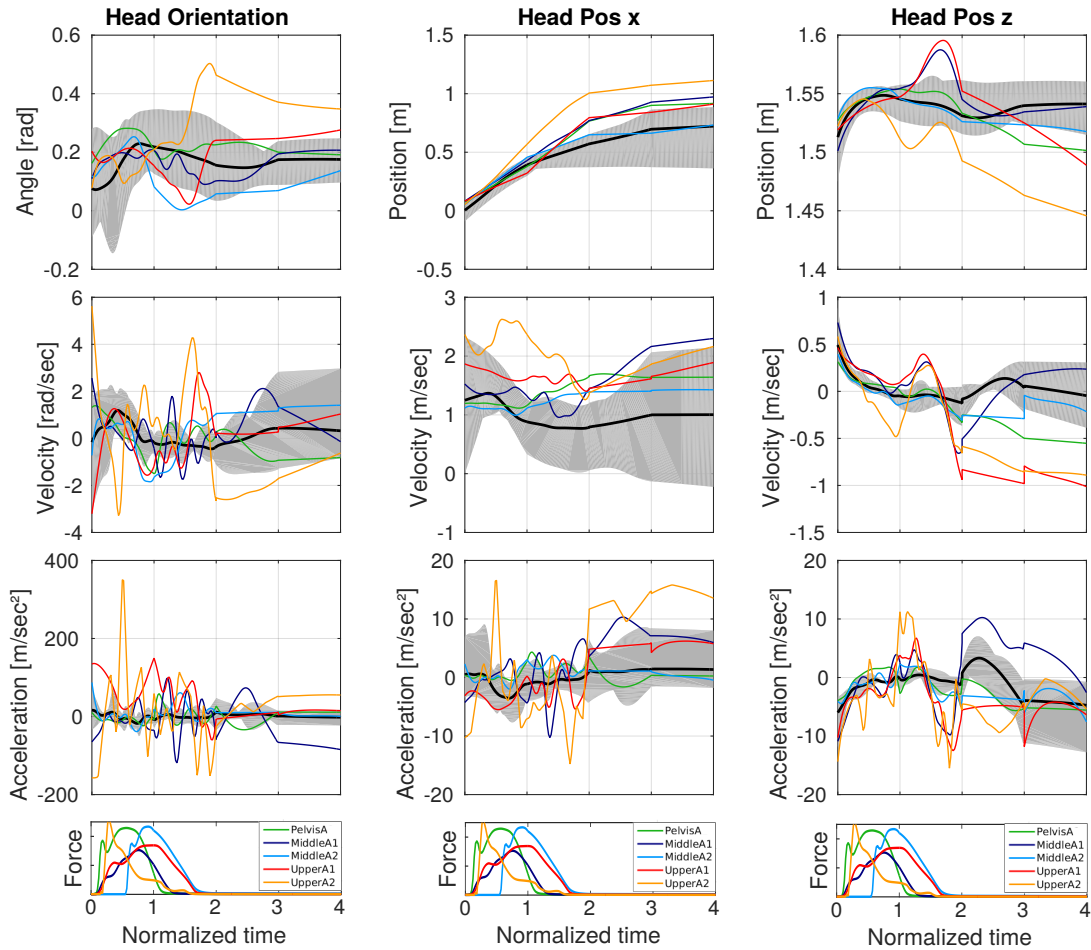 Head Orientation
Head Pos x
Head Pos z
Angle [rad]
0.6
0.4
0.2
0
-0.2
Position [m]
1.5
1
0.5
0
-0.5
Position [m]
1.6
1.55
1.5
1.45
1.4
Velocity [rad/sec]
6
4
2
0
-2
-4
Velocity [m/sec]
3
2
1
0
-1
Velocity [m/sec]
1
0.5
0
-0.5
-1
-1.5
Acceleration [m/sec²]
400
200
0
-200
Acceleration [m/sec²]
20
10
0
-10
-20
Acceleration [m/sec²]
20
10
0
-10
-20
Force
PelvisA
MiddleA1
MiddleA2
UpperA1
UpperA2
0 1 2 3 4
Normalized time
Force
PelvisA
MiddleA1
MiddleA2
UpperA1
UpperA2
0 1 2 3 4
Normalized time
Force
PelvisA
MiddleA1
MiddleA2
UpperA1
UpperA2
0 1 2 3 4
Normalized time